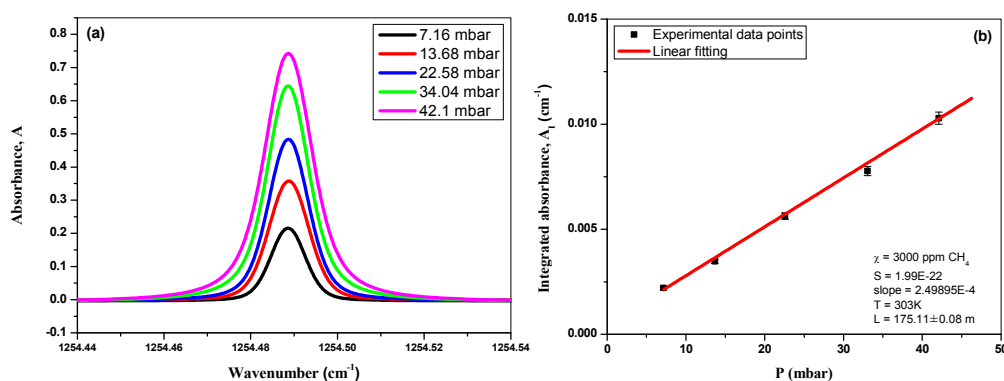 (a)
7.16 mbar
13.68 mbar
22.58 mbar
34.04 mbar
42.1 mbar
Absorbance, A
0.8
0.7
0.6
0.5
0.4
0.3
0.2
0.1
0.0
-0.1
1254.44 1254.46 1254.48 1254.50 1254.52 1254.54
Wavenumber (cm⁻¹)
(b)
Experimental data points
Linear fitting
Integrated absorbance, A_I (cm⁻¹)
0.015
0.010
0.005
0.000
χ = 3000 ppm CH₄
S = 1.99E-22
slope = 2.49895E-4
T = 303K
L = 175.11±0.08 m
0 10 20 30 40 50
P (mbar)